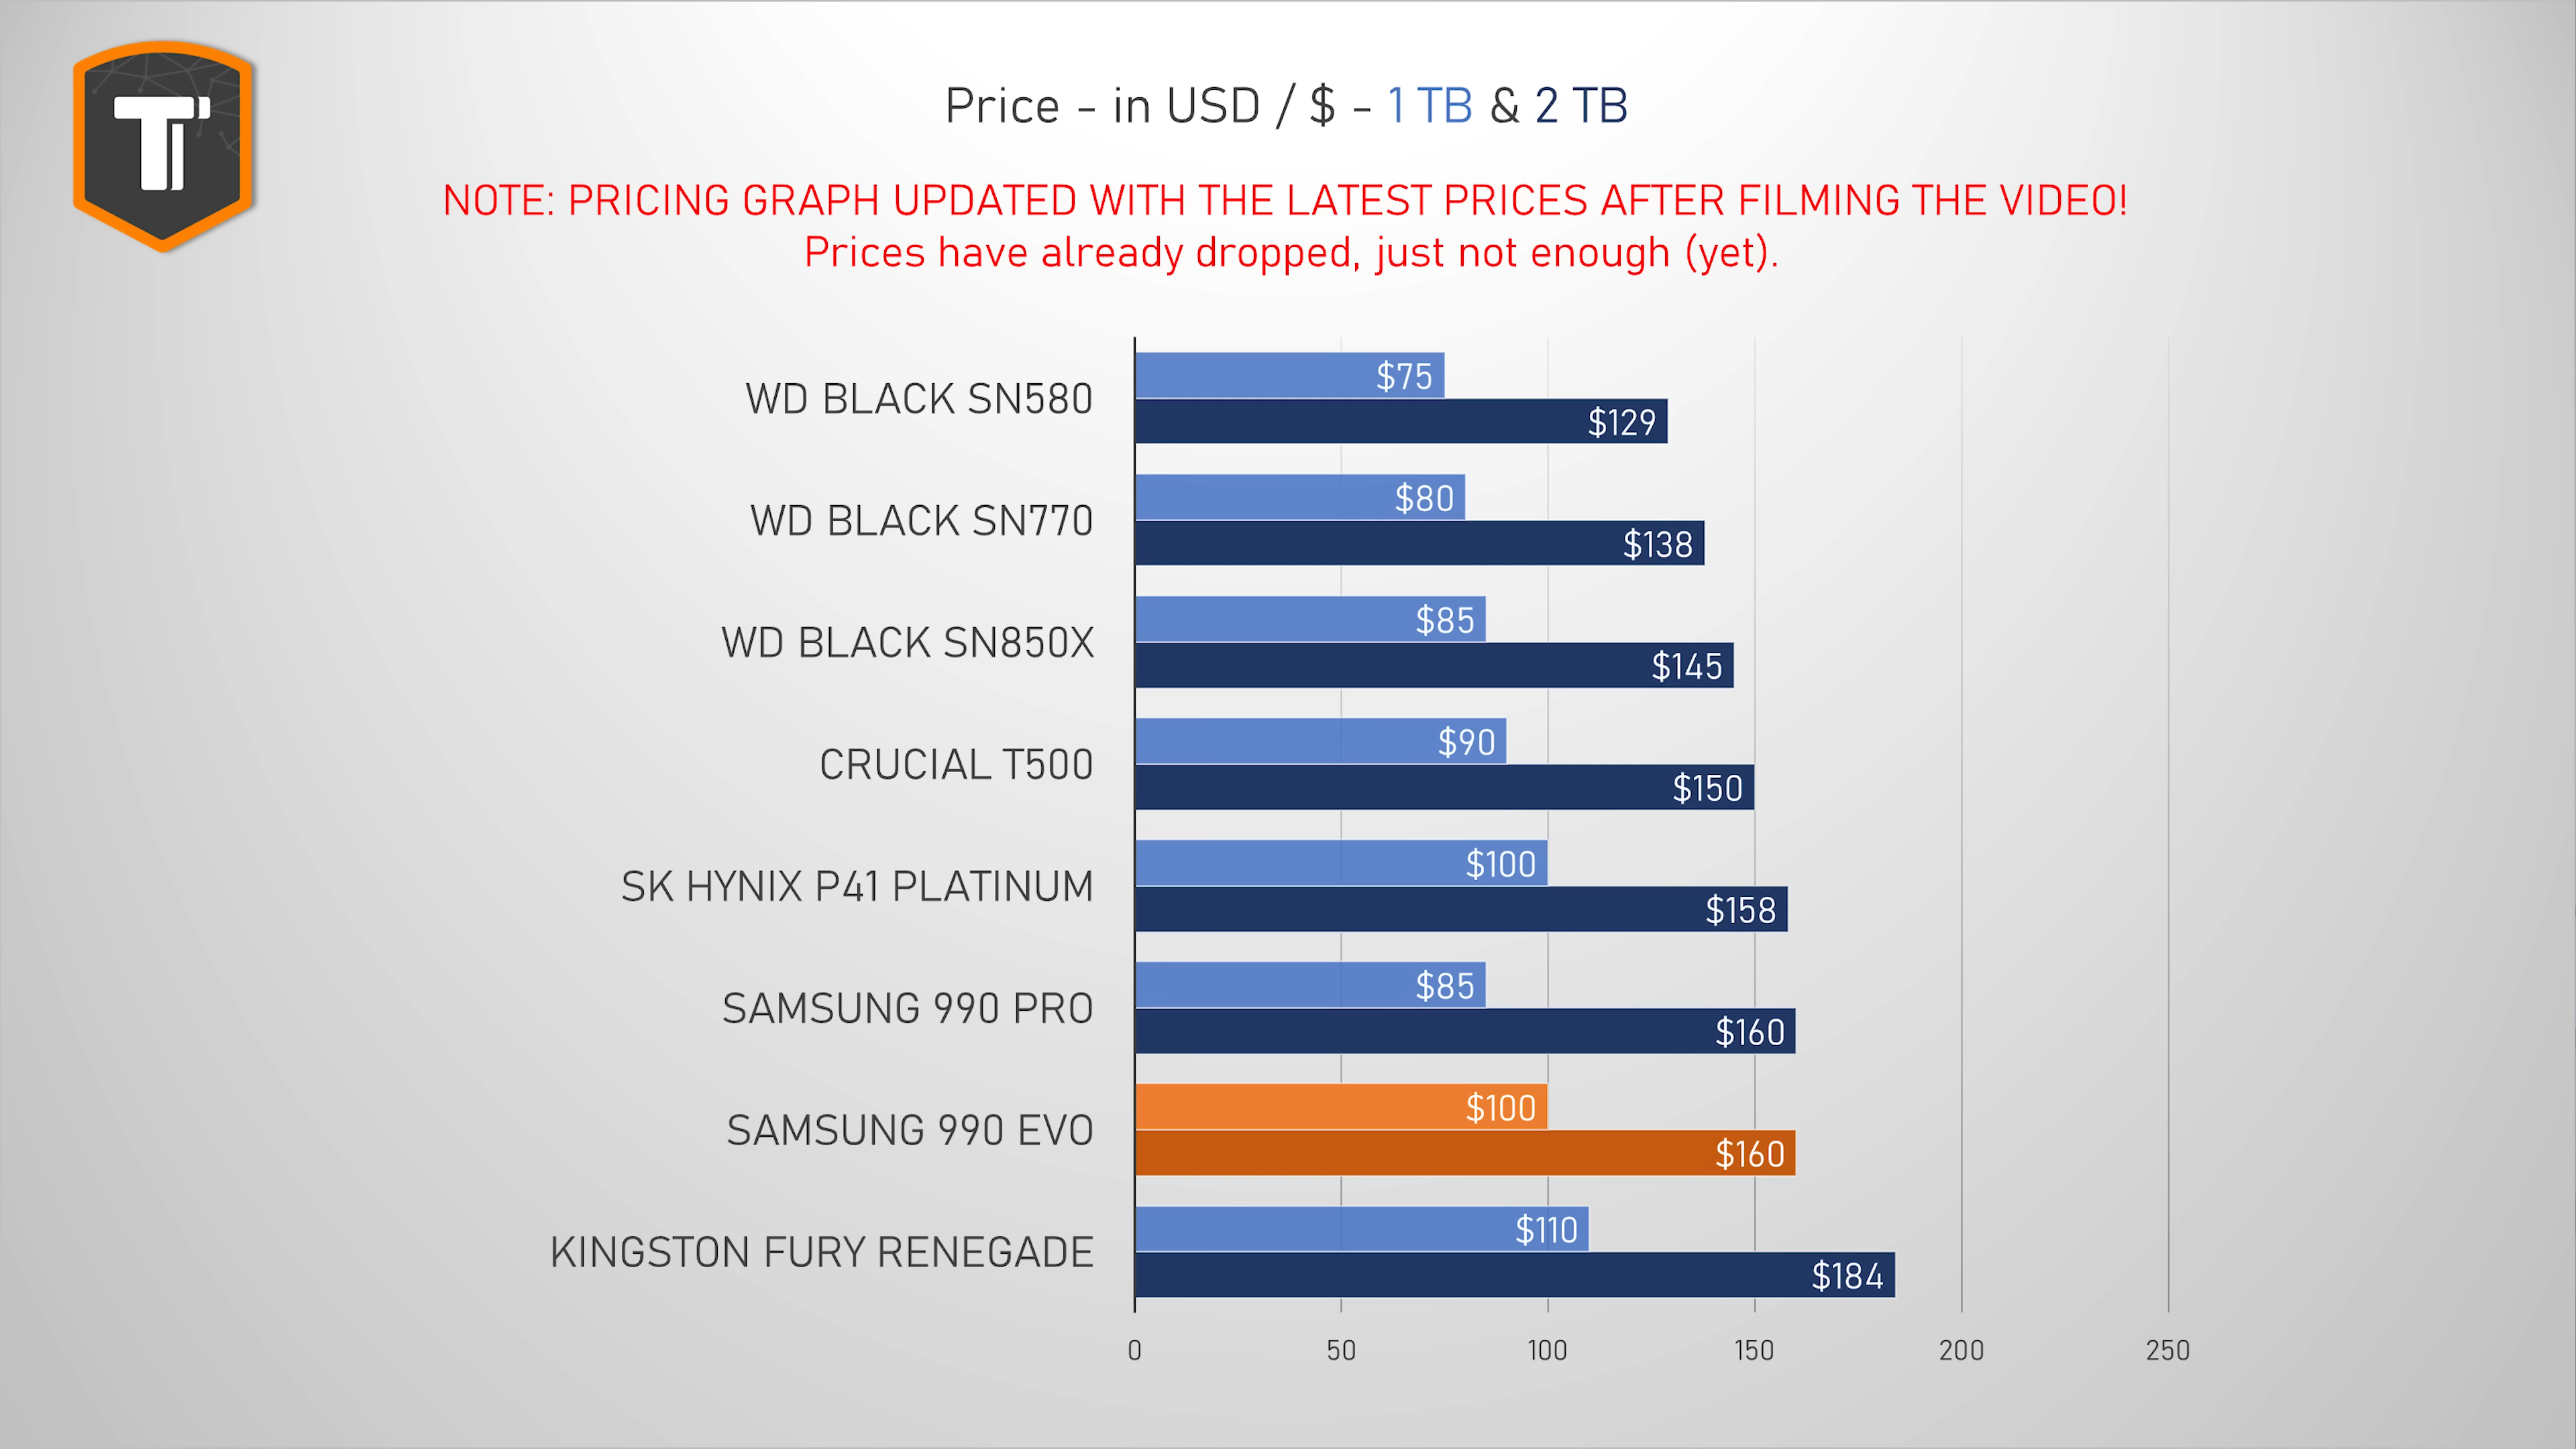 T
Price - in USD / $ - 1 TB & 2 TB
NOTE: PRICING GRAPH UPDATED WITH THE LATEST PRICES AFTER FILMING THE VIDEO!
Prices have already dropped, just not enough (yet).
WD BLACK SN580
$75
$129
WD BLACK SN770
$80
$138
WD BLACK SN850X
$85
$145
CRUCIAL T500
$90
$150
SK HYNIX P41 PLATINUM
$100
$158
SAMSUNG 990 PRO
$85
$160
SAMSUNG 990 EVO
$100
$160
KINGSTON FURY RENEGADE
$110
$184
0 50 100 150 200 250